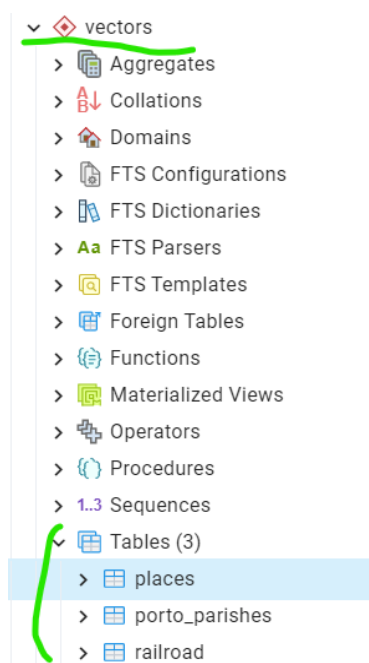 vectors
Aggregates
Collations
Domains
FTS Configurations
FTS Dictionaries
Aa FTS Parsers
FTS Templates
Foreign Tables
Functions
Materialized Views
Operators
Procedures
1..3 Sequences
Tables (3)
places
porto_parishes
railroad